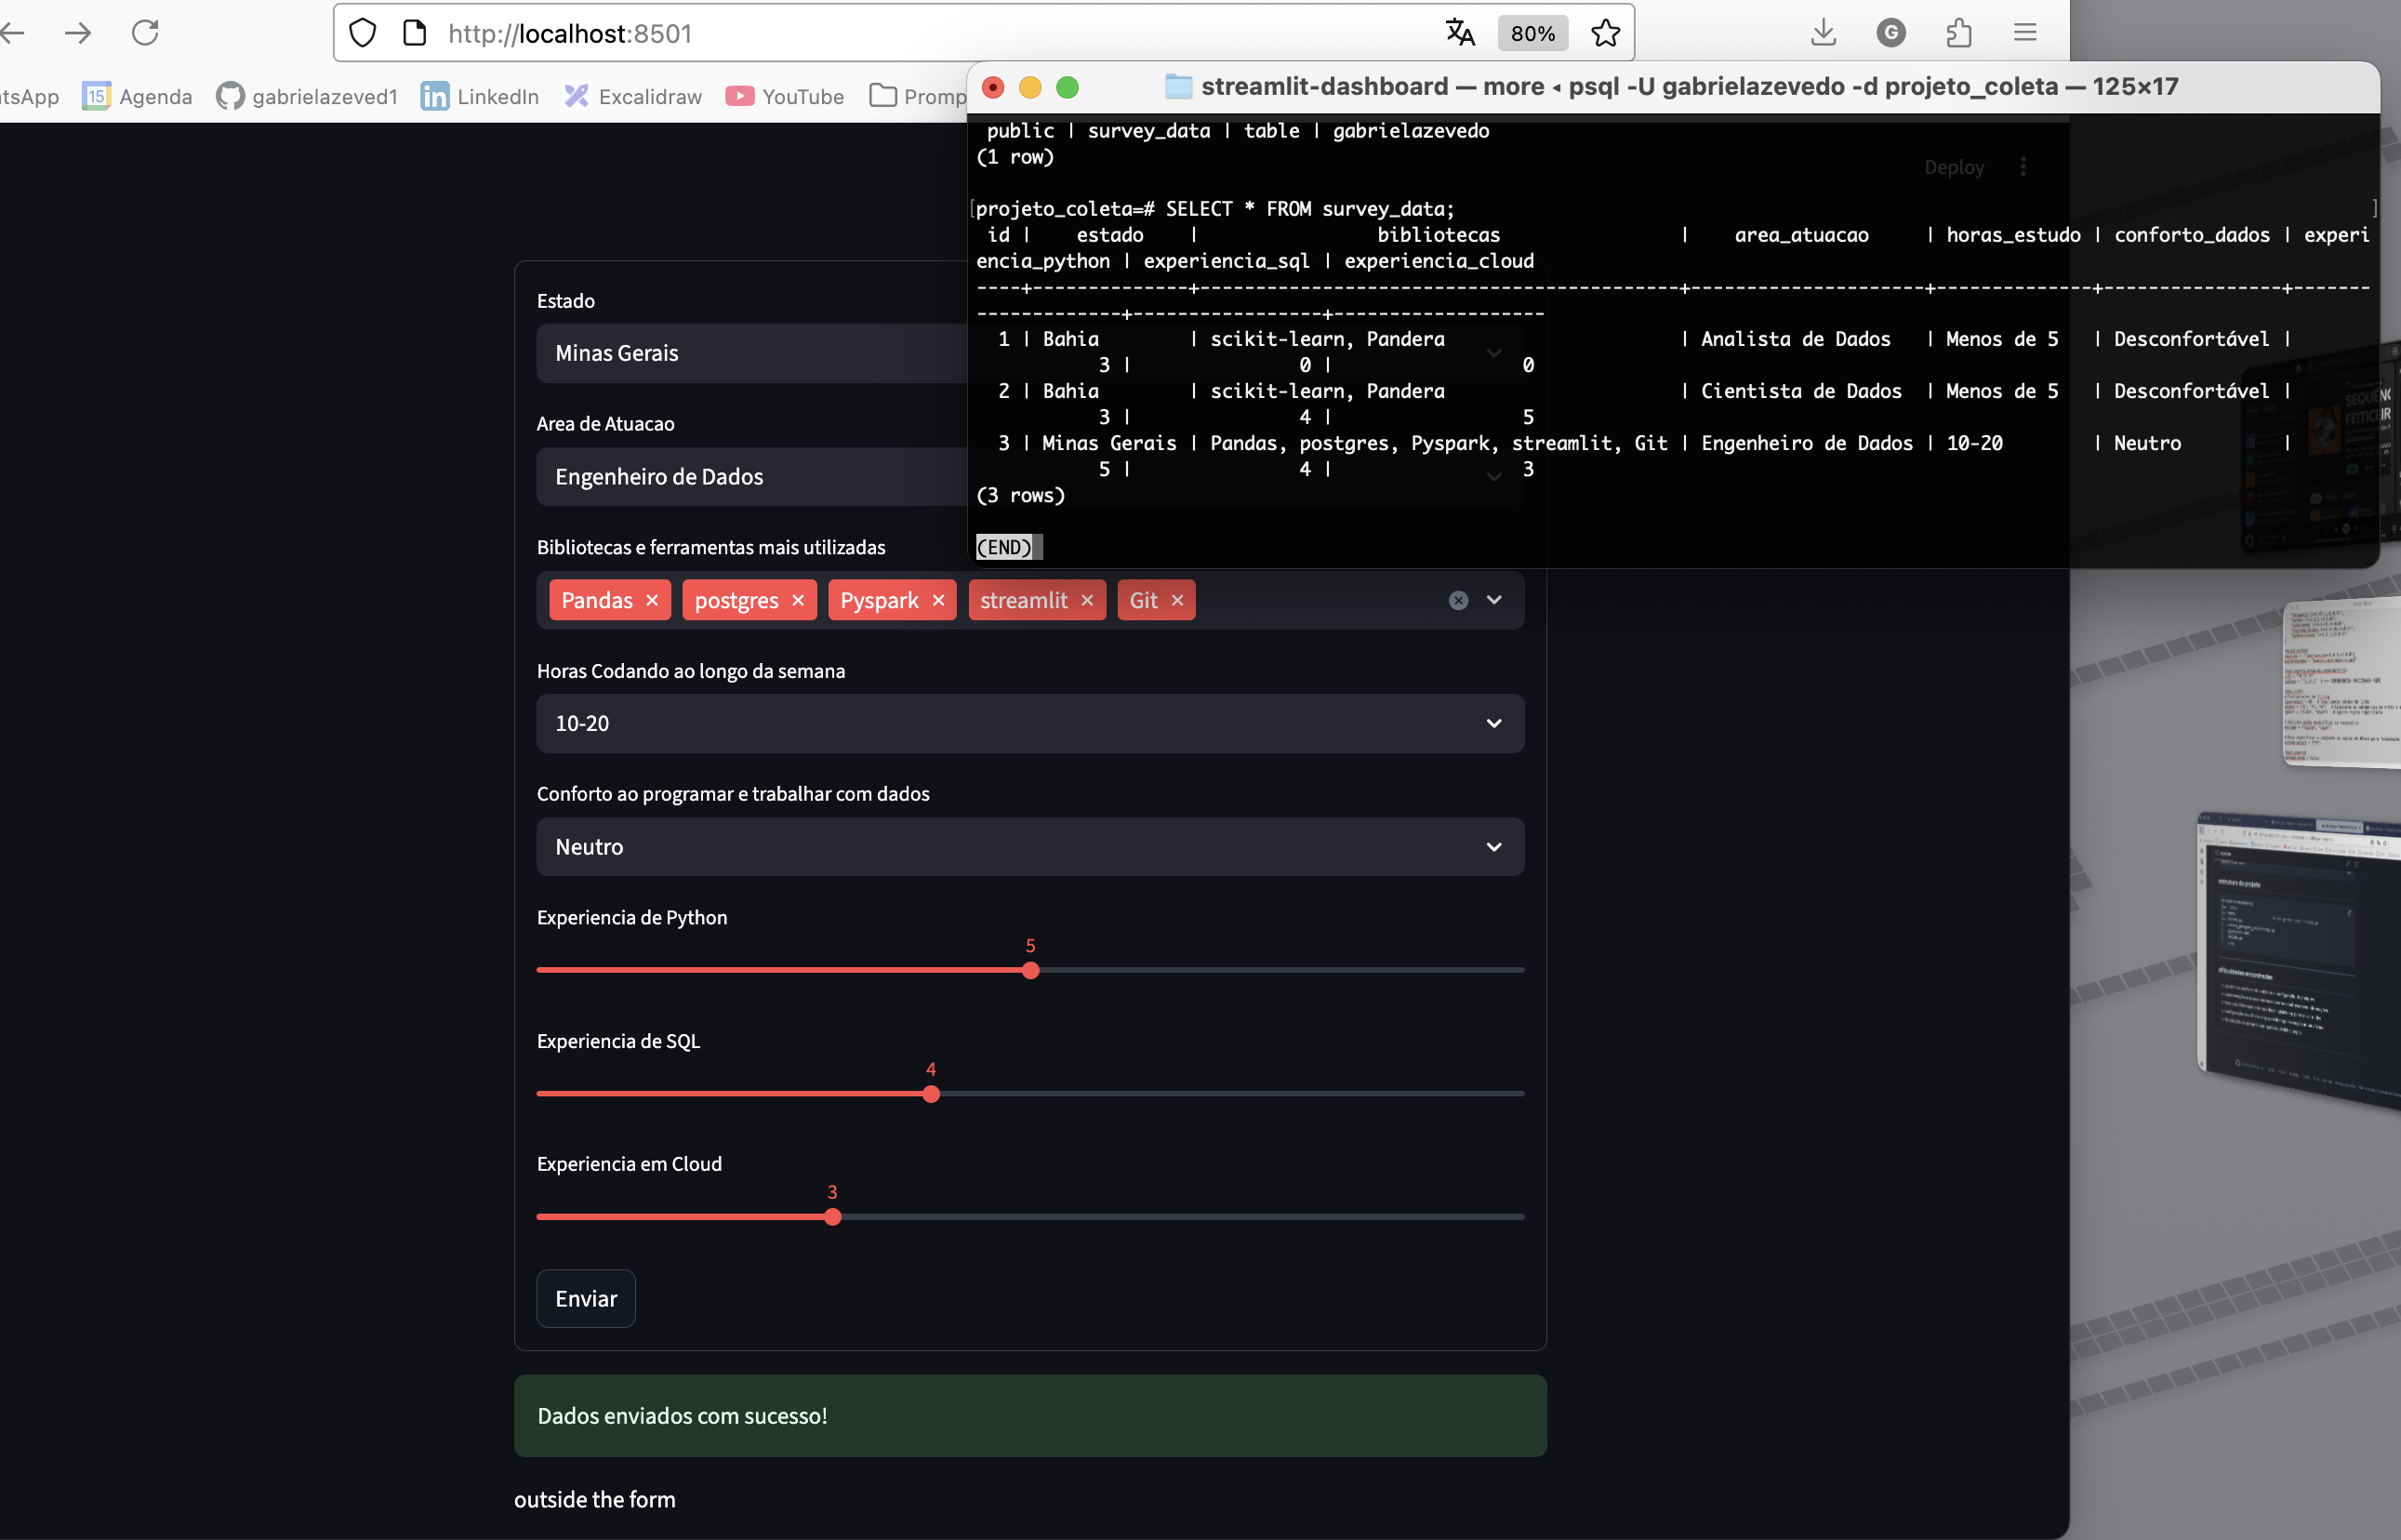 http://localhost:8501
80%
G
tsApp
15
Agenda
gabrielazeved1
in LinkedIn
Excalidraw
YouTube
Promp
streamlit-dashboard — more ◂ psql -U gabrielazevedo -d projeto_coleta — 125×17
public | survey_data | table | gabrielazevedo
(1 row)
Deploy
[projeto_coleta=# SELECT * FROM survey_data; ]
id | estado | bibliotecas | area_atuacao | horas_estudo | conforto_dados | experi
encia_python | experiencia_sql | experiencia_cloud
----+--------------+-------------------------------------------+---------------------+--------------+----------------+-------
-------------+-----------------+-------------------
1 | Bahia | scikit-learn, Pandera | Analista de Dados | Menos de 5 | Desconfortável |
3 | 0 | 0
2 | Bahia | scikit-learn, Pandera | Cientista de Dados | Menos de 5 | Desconfortável |
3 | 4 | 5
3 | Minas Gerais | Pandas, postgres, Pyspark, streamlit, Git | Engenheiro de Dados | 10-20 | Neutro |
5 | 4 | 3
(3 rows)
(END)
Estado
Minas Gerais
Area de Atuacao
Engenheiro de Dados
Bibliotecas e ferramentas mais utilizadas
Pandas × postgres × Pyspark × streamlit × Git ×
Horas Codando ao longo da semana
10-20
Conforto ao programar e trabalhar com dados
Neutro
Experiencia de Python
5
Experiencia de SQL
4
Experiencia em Cloud
3
Enviar
Dados enviados com sucesso!
outside the form